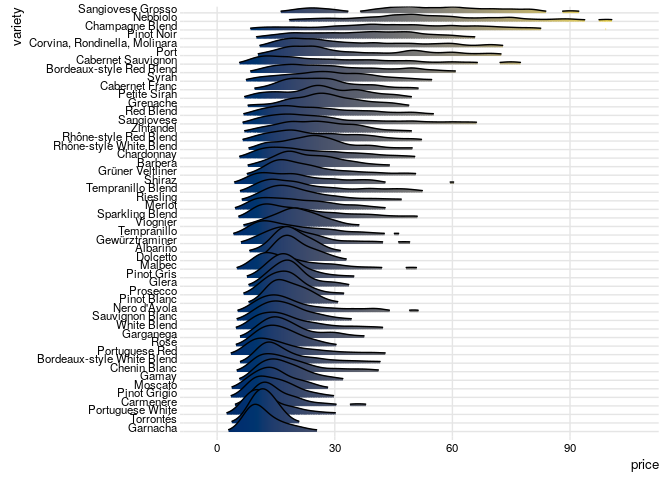 variety
Sangiovese Grosso
Nebbiolo
Champagne Blend
Pinot Noir
Corvina, Rondinella, Molinara
Port
Cabernet Sauvignon
Bordeaux-style Red Blend
Syrah
Cabernet Franc
Petite Sirah
Grenache
Red Blend
Sangiovese
Zinfandel
Rhône-style Red Blend
Rhône-style White Blend
Chardonnay
Barbera
Grüner Veltliner
Shiraz
Tempranillo Blend
Riesling
Merlot
Sparkling Blend
Viognier
Tempranillo
Gewürztraminer
Albariño
Dolcetto
Malbec
Pinot Gris
Glera
Prosecco
Pinot Blanc
Nero d'Avola
Sauvignon Blanc
White Blend
Garganega
Rosé
Portuguese Red
Bordeaux-style White Blend
Chenin Blanc
Gamay
Moscato
Pinot Grigio
Carmenère
Portuguese White
Torrontés
Garnacha
0 30 60 90
price